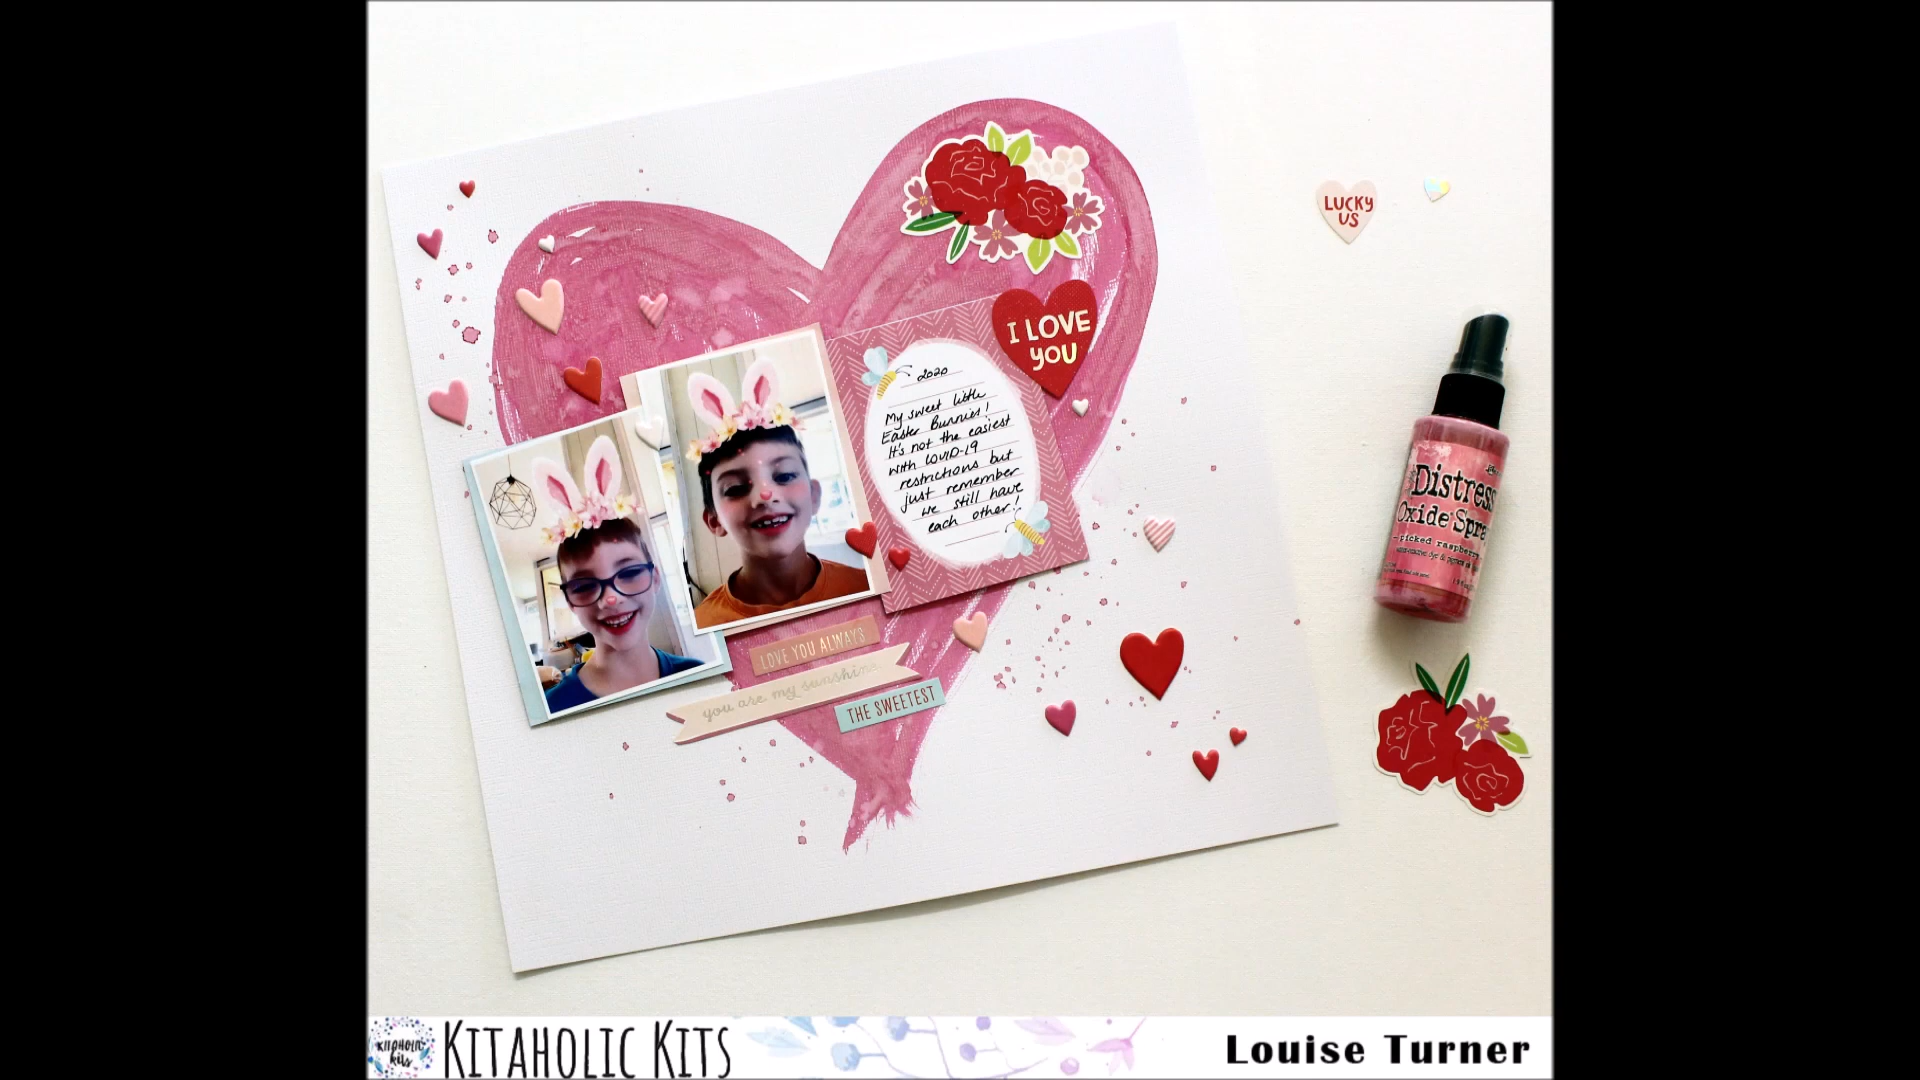 LUCKY
US
I LOVE
YOU
2020
My sweet little
Easter Bunnies!
It's not the easiest
with COVID-19
restrictions but
just remember
we still have
each other!
Distress
Oxide Spray
- picked raspberry
LOVE YOU ALWAYS
you are my sunshine
THE SWEETEST
KITAHOLIC
kits
KITAHOLIC KITS
Louise Turner